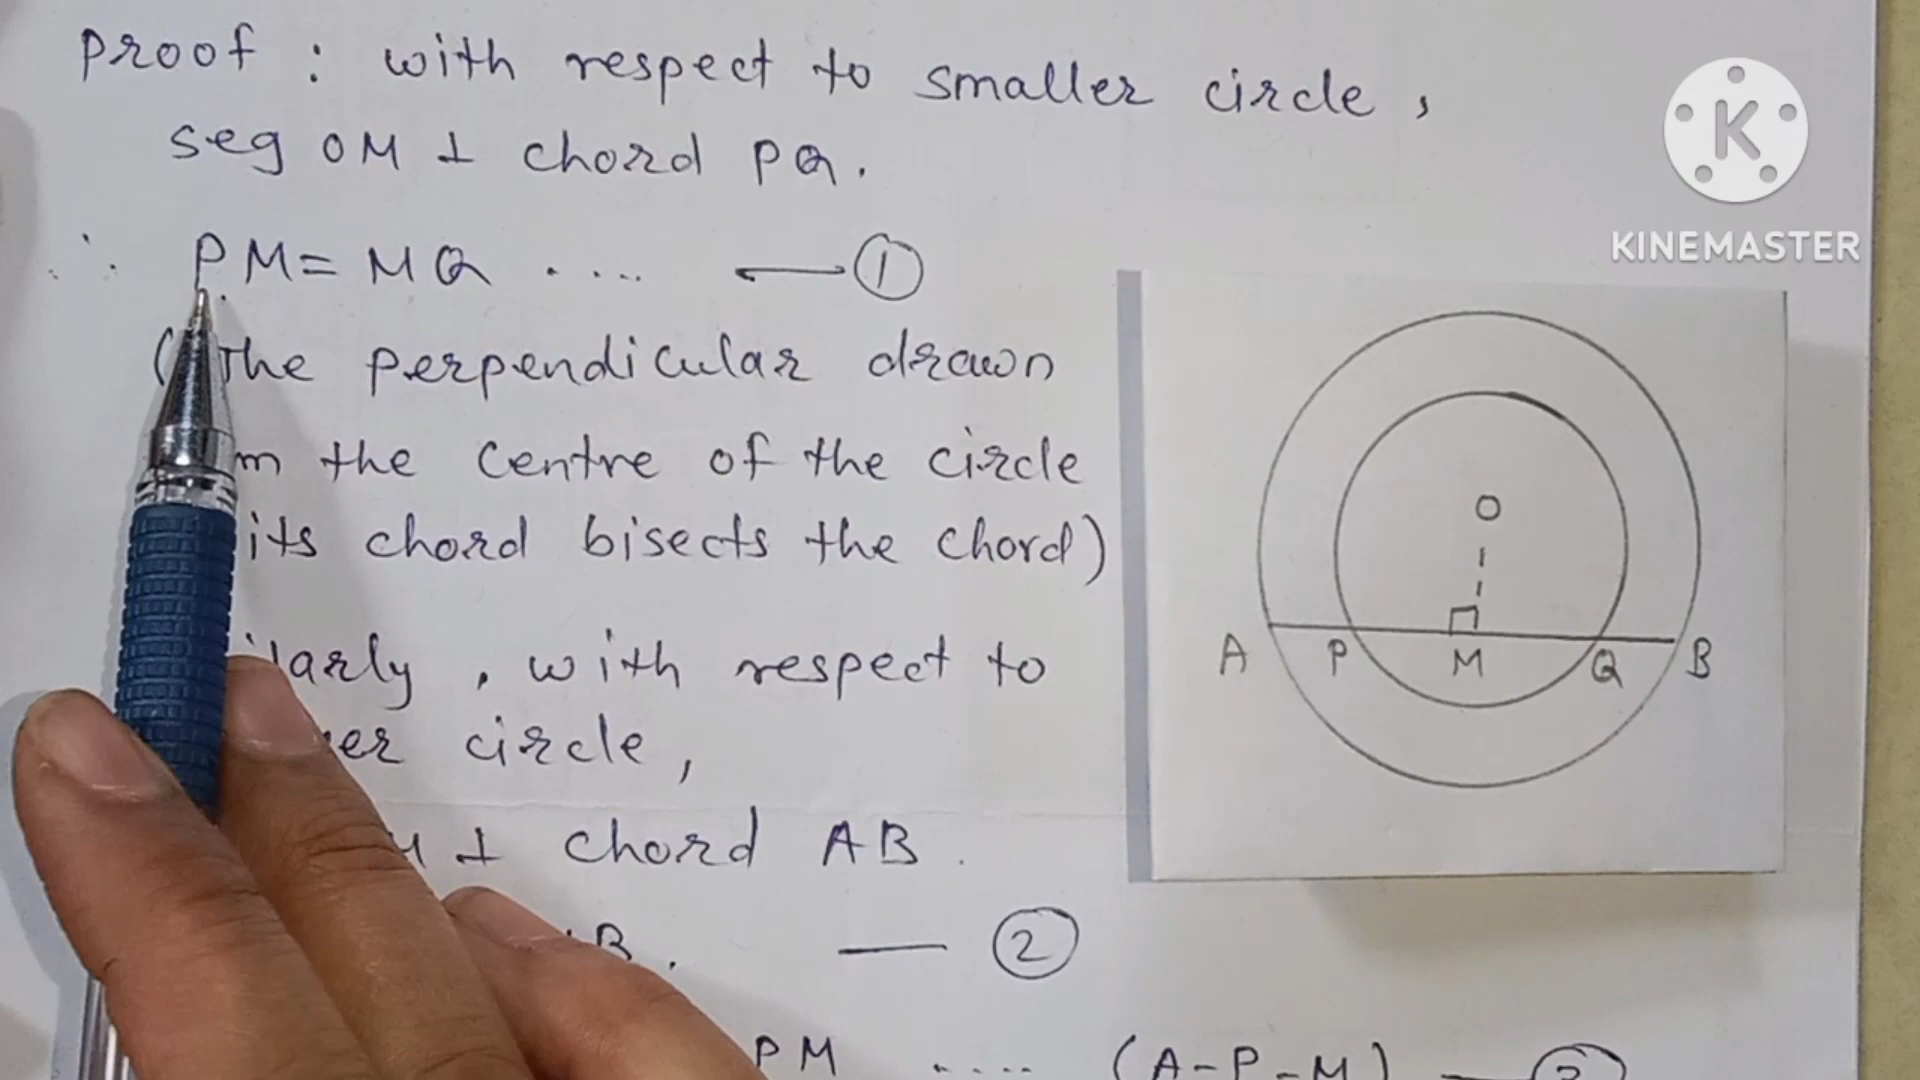 Proof : with respect to smaller circle,
seg OM ⊥ chord PQ.
∴ PM = MQ .... — ①
(The perpendicular drawn
the centre of the circle
its chord bisects the chord)
, with respect to
circle,
⊥ chord AB.
— ②
PM .... (A-P-M) — ③
K
KINEMASTER
O
A P M Q B